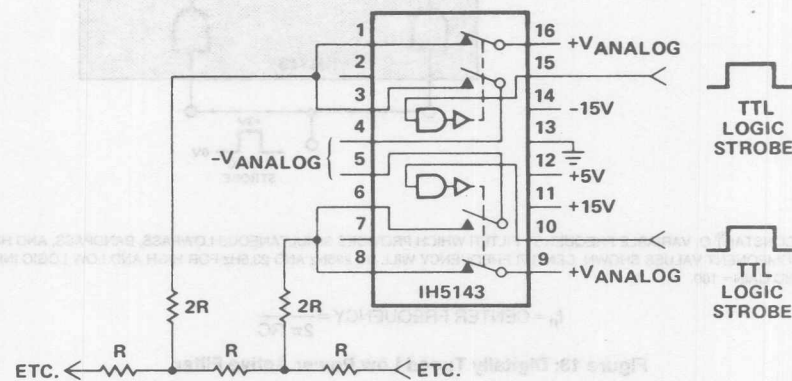 1
2
3
4
5
6
7
8
16
15
14
13
12
11
10
9
+VANALOG
-15V
+5V
+15V
+VANALOG
-VANALOG
IH5143
TTL
LOGIC
STROBE
TTL
LOGIC
STROBE
2R
2R
R
R
R
ETC.
ETC.